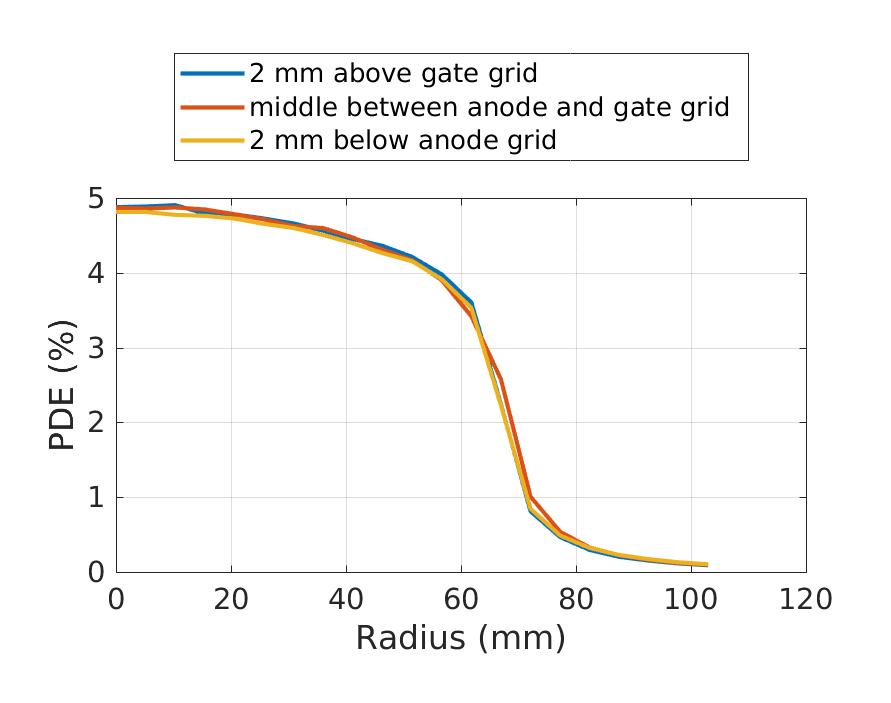 2 mm above gate grid
middle between anode and gate grid
2 mm below anode grid
5
4
3
2
1
0
PDE (%)
0 20 40 60 80 100 120
Radius (mm)